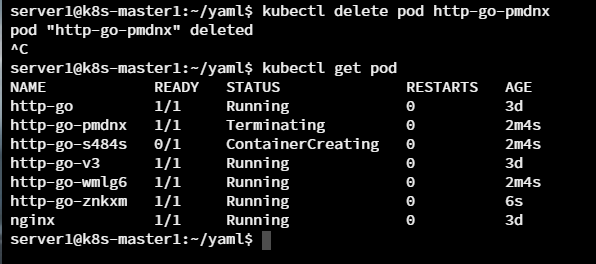 server1@k8s-master1:~/yaml$ kubectl delete pod http-go-pmdnx
pod "http-go-pmdnx" deleted
^C
server1@k8s-master1:~/yaml$ kubectl get pod
NAME READY STATUS RESTARTS AGE
http-go 1/1 Running 0 3d
http-go-pmdnx 1/1 Terminating 0 2m4s
http-go-s484s 0/1 ContainerCreating 0 2m4s
http-go-v3 1/1 Running 0 3d
http-go-wmlg6 1/1 Running 0 2m4s
http-go-znkxm 1/1 Running 0 6s
nginx 1/1 Running 0 3d
server1@k8s-master1:~/yaml$